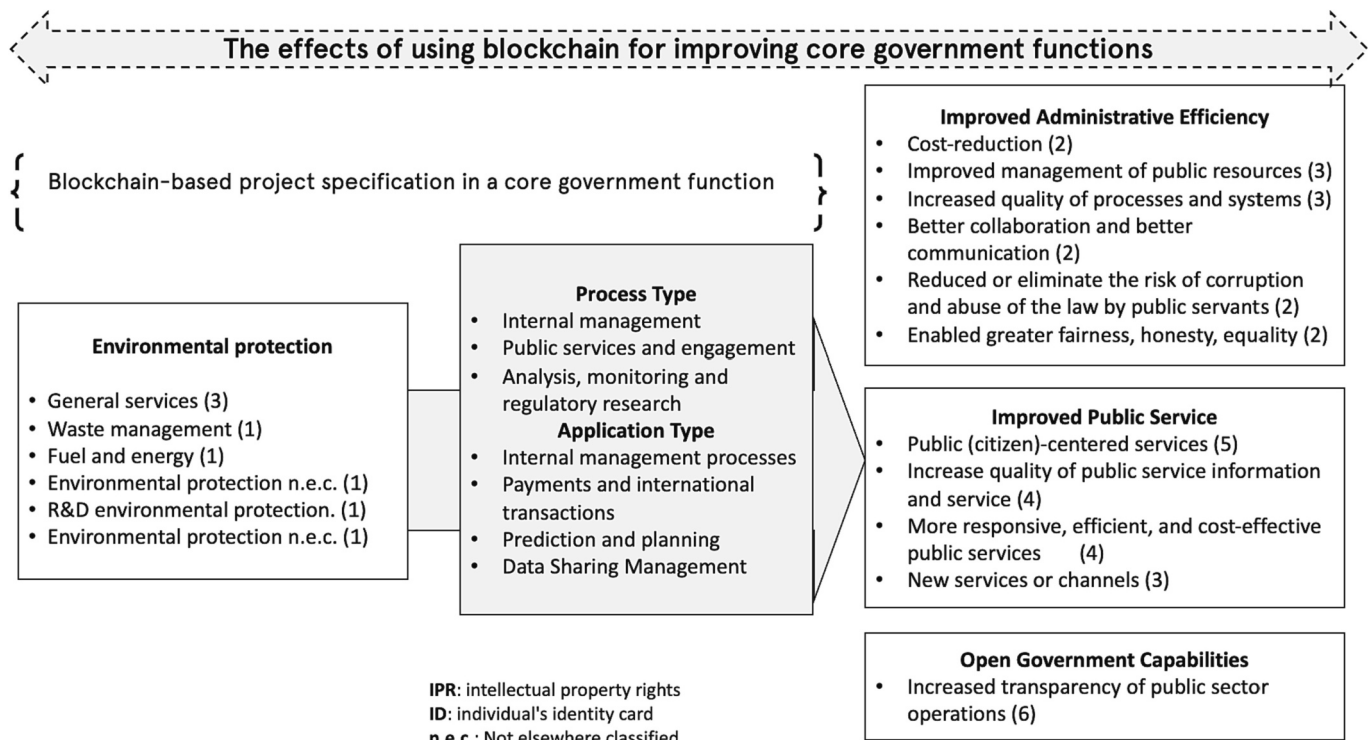 The effects of using blockchain for improving core government functions
Blockchain-based project specification in a core government function
Environmental protection
• General services (3)
• Waste management (1)
• Fuel and energy (1)
• Environmental protection n.e.c. (1)
• R&D environmental protection. (1)
• Environmental protection n.e.c. (1)
Process Type
• Internal management
• Public services and engagement
• Analysis, monitoring and
regulatory research
Application Type
• Internal management processes
• Payments and international
transactions
• Prediction and planning
• Data Sharing Management
Improved Administrative Efficiency
• Cost-reduction (2)
• Improved management of public resources (3)
• Increased quality of processes and systems (3)
• Better collaboration and better
communication (2)
• Reduced or eliminate the risk of corruption
and abuse of the law by public servants (2)
• Enabled greater fairness, honesty, equality (2)
Improved Public Service
• Public (citizen)-centered services (5)
• Increase quality of public service information
and service (4)
• More responsive, efficient, and cost-effective
public services (4)
• New services or channels (3)
Open Government Capabilities
• Increased transparency of public sector
operations (6)
IPR: intellectual property rights
ID: individual's identity card
n.e.c.: Not elsewhere classified